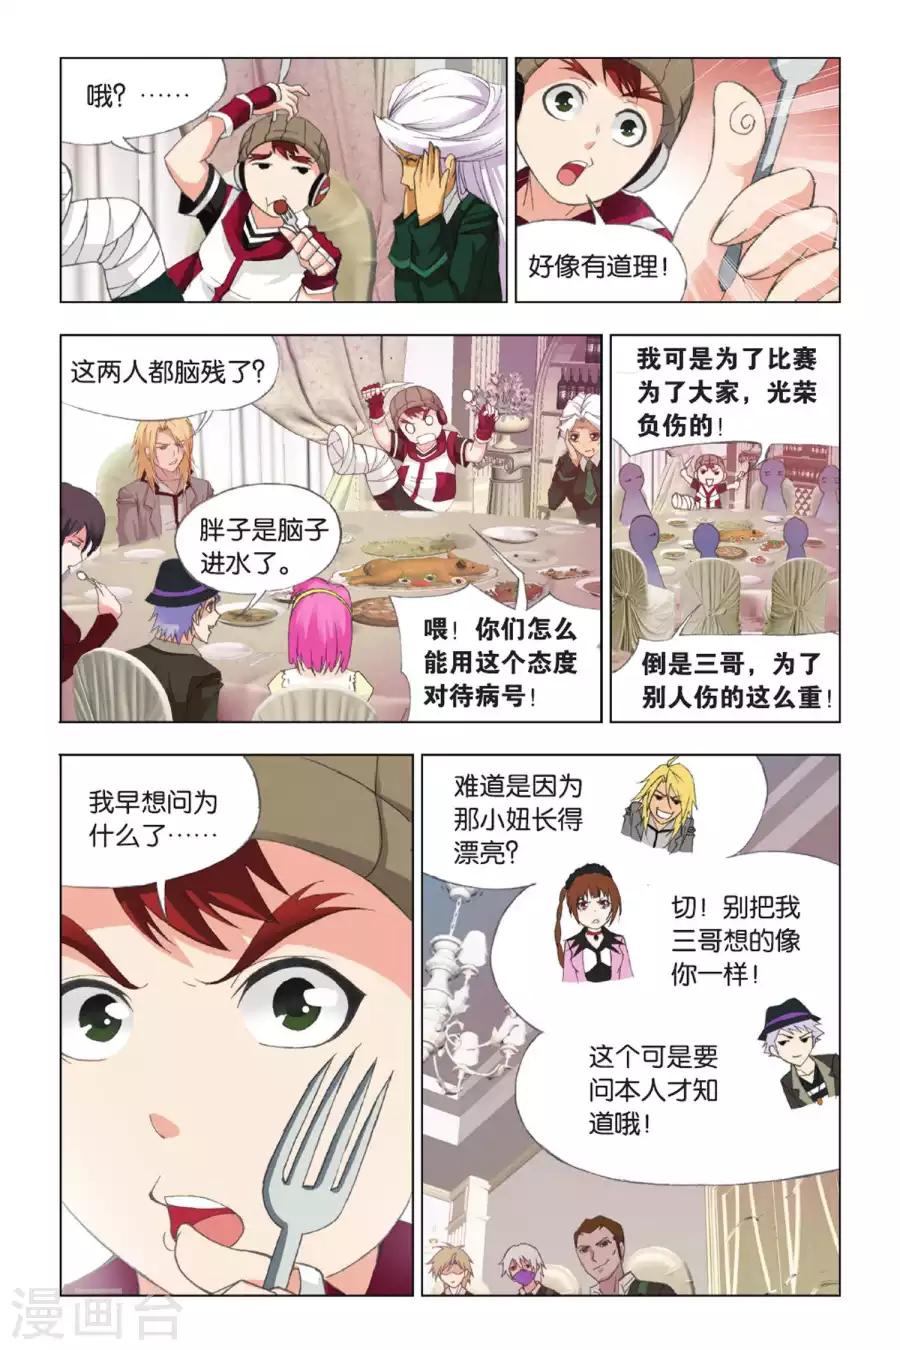 哦？……
好像有道理！
这两人都脑残了？
胖子是脑子
进水了。
喂！你们怎么
能用这个态度
对待病号！
我可是为了比赛
为了大家，光荣
负伤的！
倒是三哥，为了
别人伤的这么重！
我早想问为
什么了……
难道是因为
那小妞长得
漂亮？
切！别把我
三哥想的像
你一样！
这个可是要
问本人才知
道哦！
漫画台